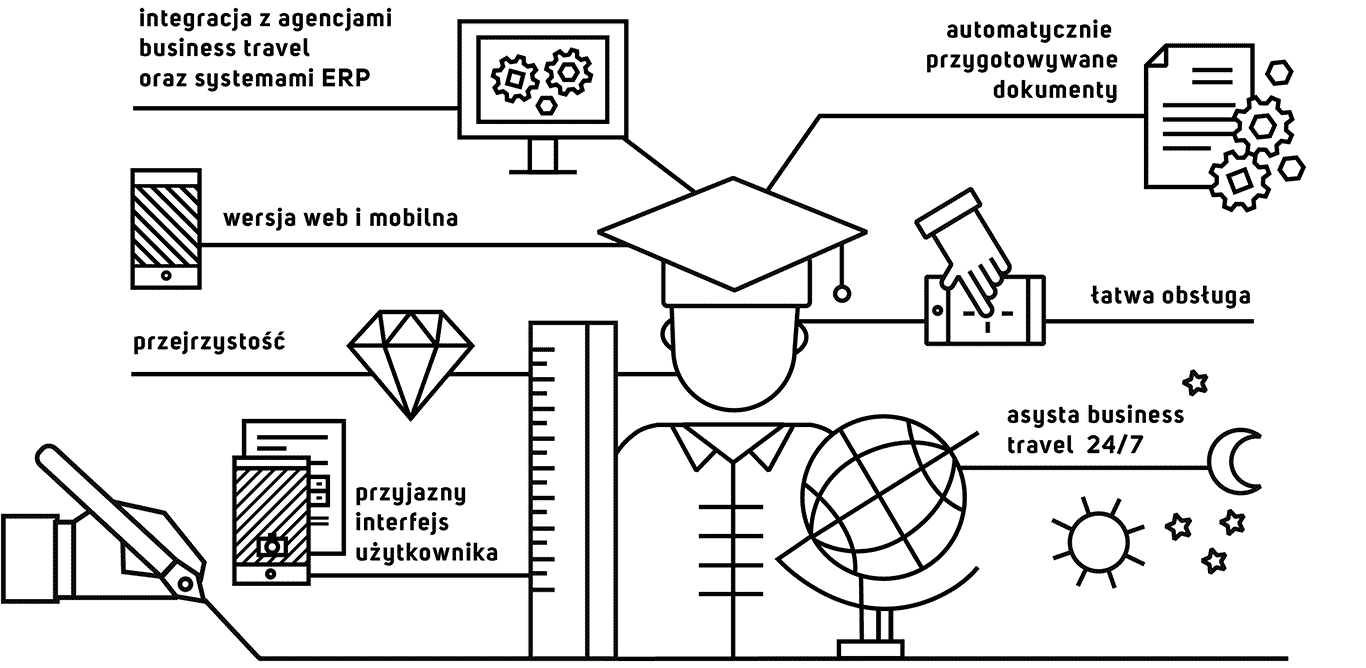 integracja z agencjami
business travel
oraz systemami ERP
automatycznie
przygotowywane
dokumenty
wersja web i mobilna
łatwa obsługa
przejrzystość
asysta business
travel 24/7
przyjazny
interfejs
użytkownika